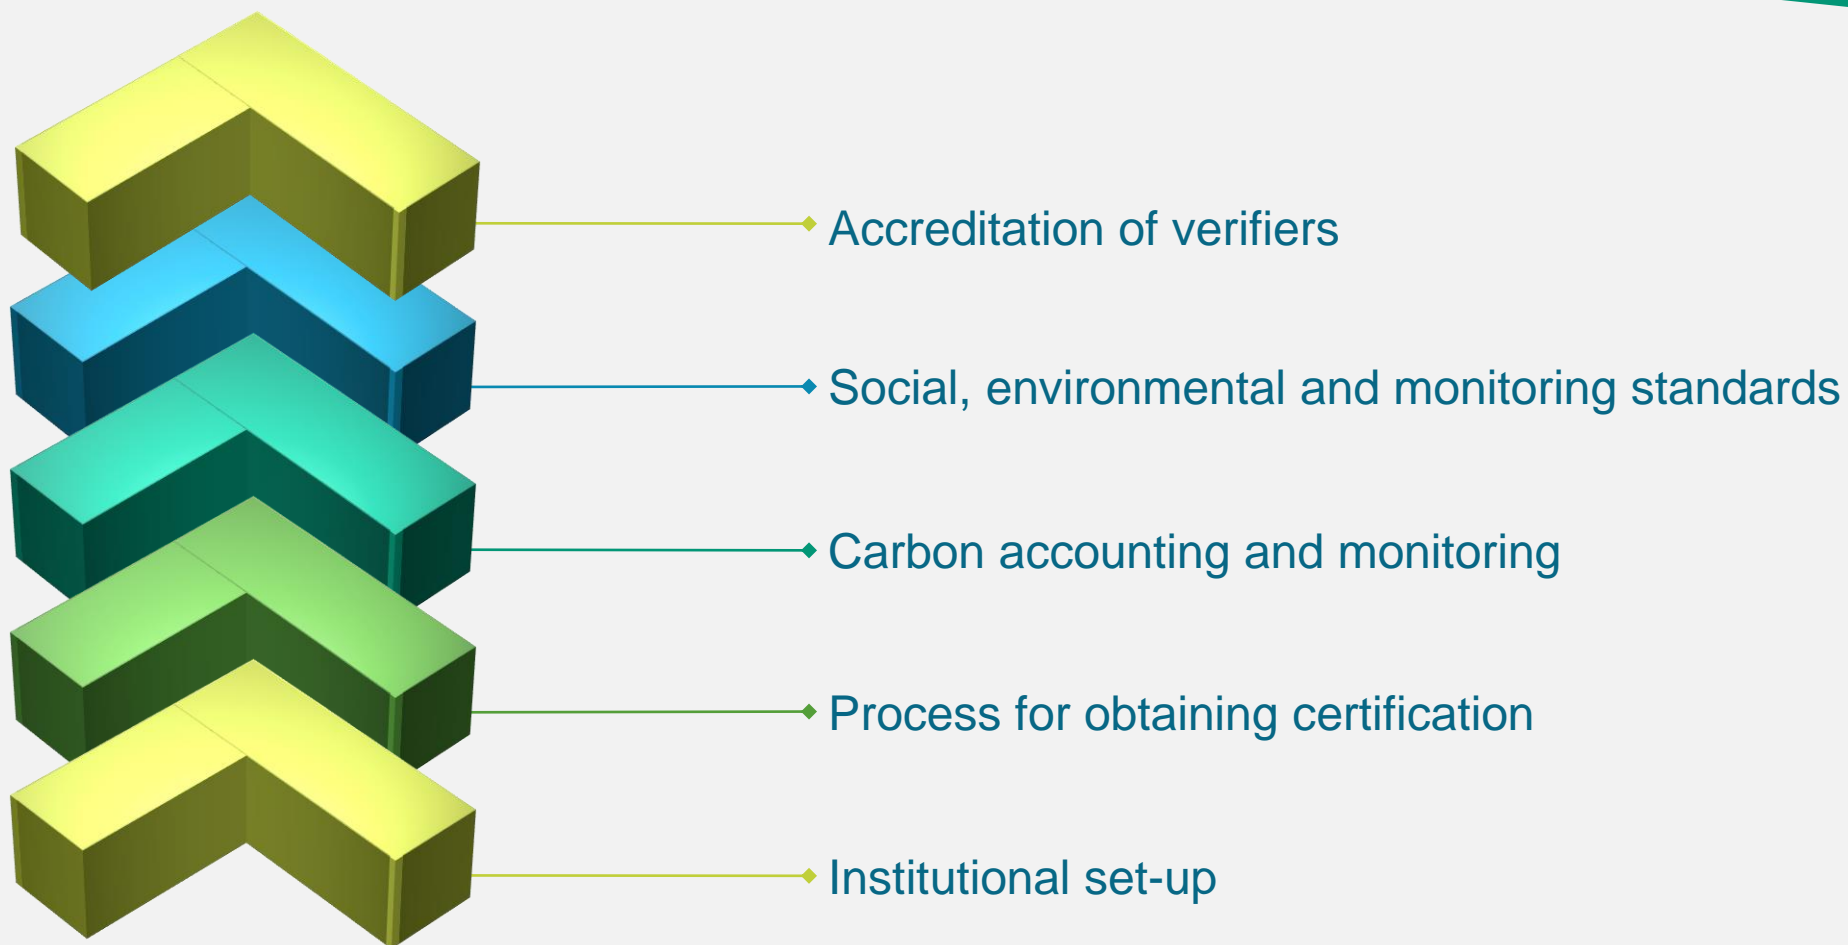 Accreditation of verifiers
Social, environmental and monitoring standards
Carbon accounting and monitoring
Process for obtaining certification
Institutional set-up